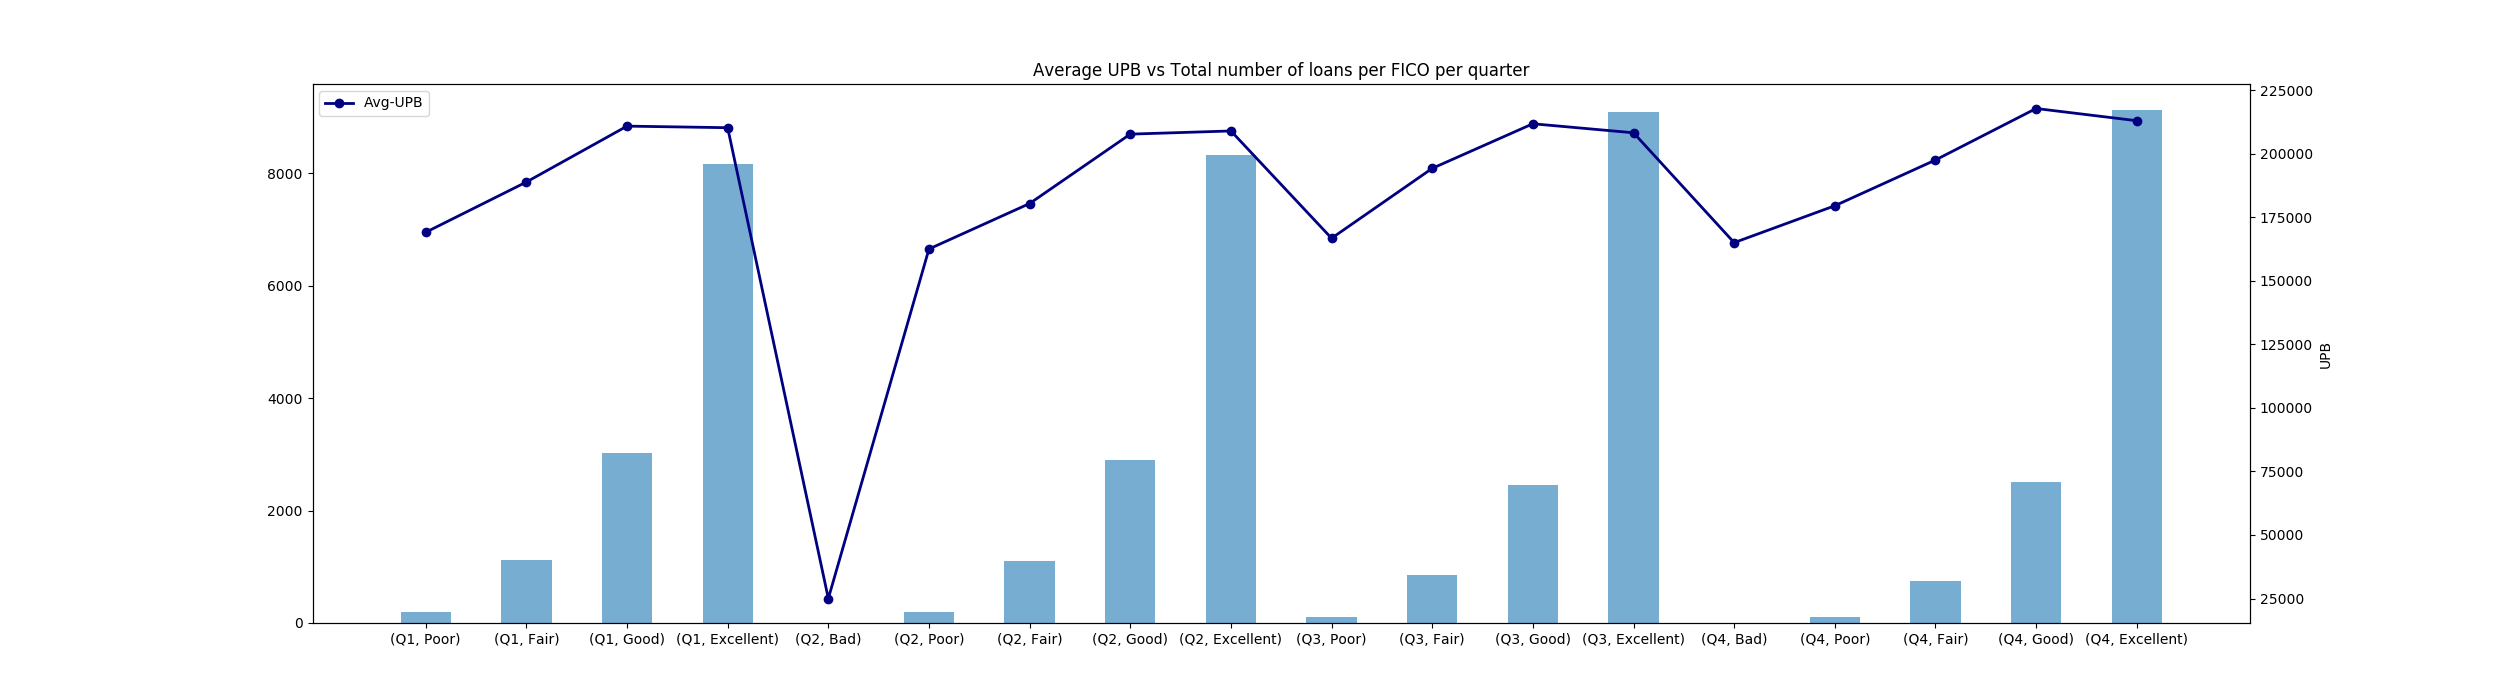 Average UPB vs Total number of loans per FICO per quarter
Avg-UPB
8000
6000
4000
2000
0
225000
200000
175000
150000
125000
100000
75000
50000
25000
UPB
(Q1, Poor)
(Q1, Fair)
(Q1, Good)
(Q1, Excellent)
(Q2, Bad)
(Q2, Poor)
(Q2, Fair)
(Q2, Good)
(Q2, Excellent)
(Q3, Poor)
(Q3, Fair)
(Q3, Good)
(Q3, Excellent)
(Q4, Bad)
(Q4, Poor)
(Q4, Fair)
(Q4, Good)
(Q4, Excellent)